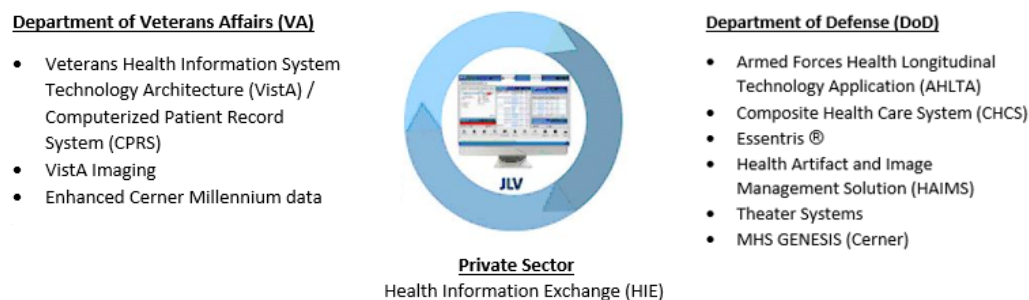 Department of Veterans Affairs (VA)
• Veterans Health Information System
Technology Architecture (VistA) /
Computerized Patient Record
System (CPRS)
• VistA Imaging
• Enhanced Cerner Millennium data
JLV
Private Sector
Health Information Exchange (HIE)
Department of Defense (DoD)
• Armed Forces Health Longitudinal
Technology Application (AHLTA)
• Composite Health Care System (CHCS)
• Essentris ®
• Health Artifact and Image
Management Solution (HAIMS)
• Theater Systems
• MHS GENESIS (Cerner)